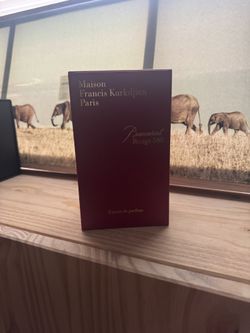 Maison
Francis Kurkdjian
Paris
Baccarat
Rouge 540
Extrait de parfum